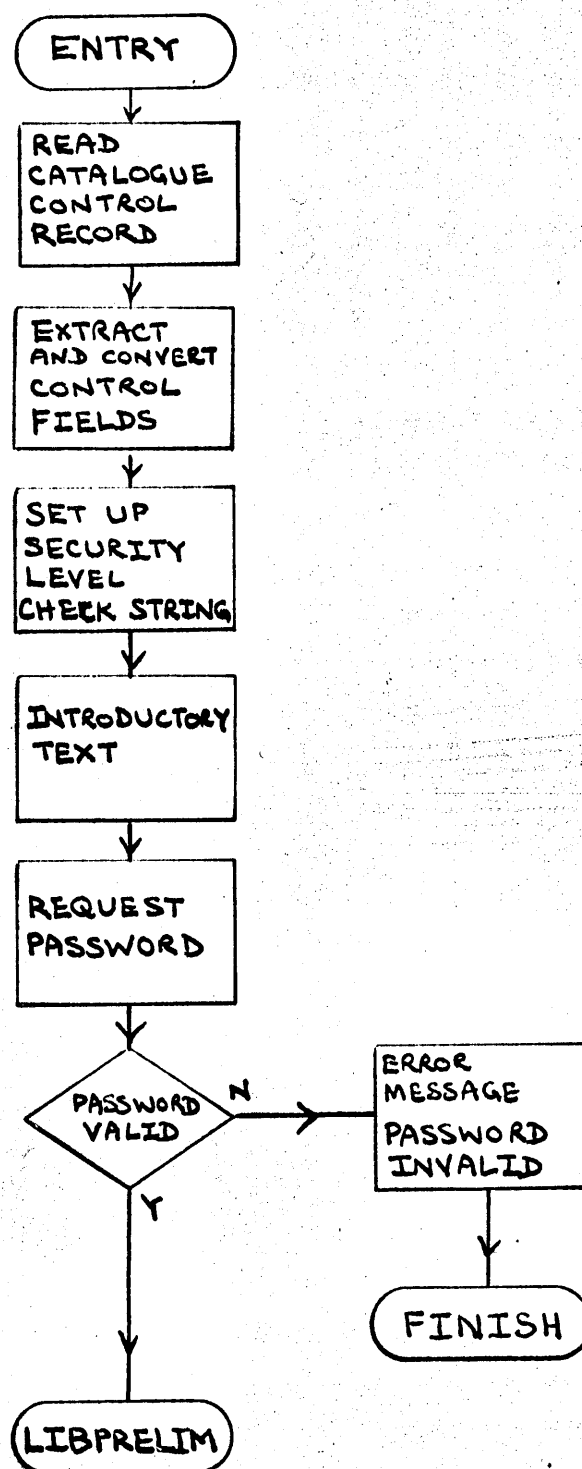 ENTRY
READ
CATALOGUE
CONTROL
RECORD
EXTRACT
AND CONVERT
CONTROL
FIELDS
SET UP
SECURITY
LEVEL
CHECK STRING
INTRODUCTORY
TEXT
REQUEST
PASSWORD
PASSWORD
VALID
N
ERROR
MESSAGE
PASSWORD
INVALID
Y
FINISH
LIBPRELIM